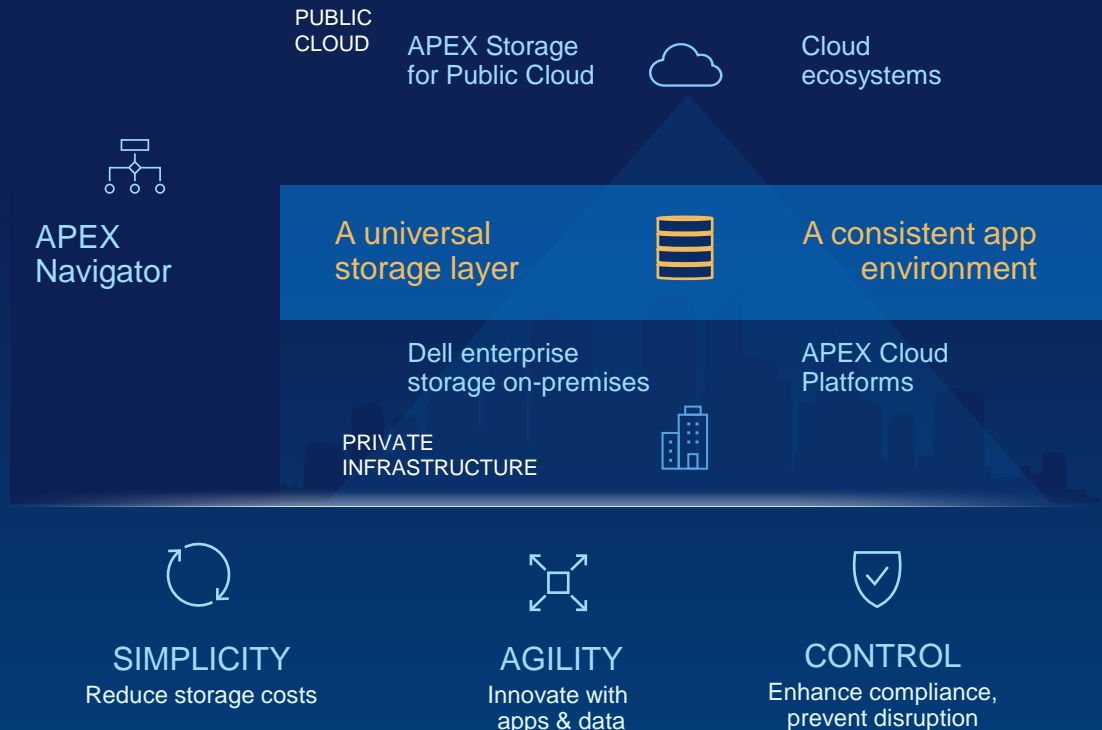 PUBLIC
CLOUD
APEX Storage
for Public Cloud
Cloud
ecosystems
APEX
Navigator
A universal
storage layer
A consistent app
environment
Dell enterprise
storage on-premises
APEX Cloud
Platforms
PRIVATE
INFRASTRUCTURE
SIMPLICITY
Reduce storage costs
AGILITY
Innovate with
apps & data
CONTROL
Enhance compliance,
prevent disruption